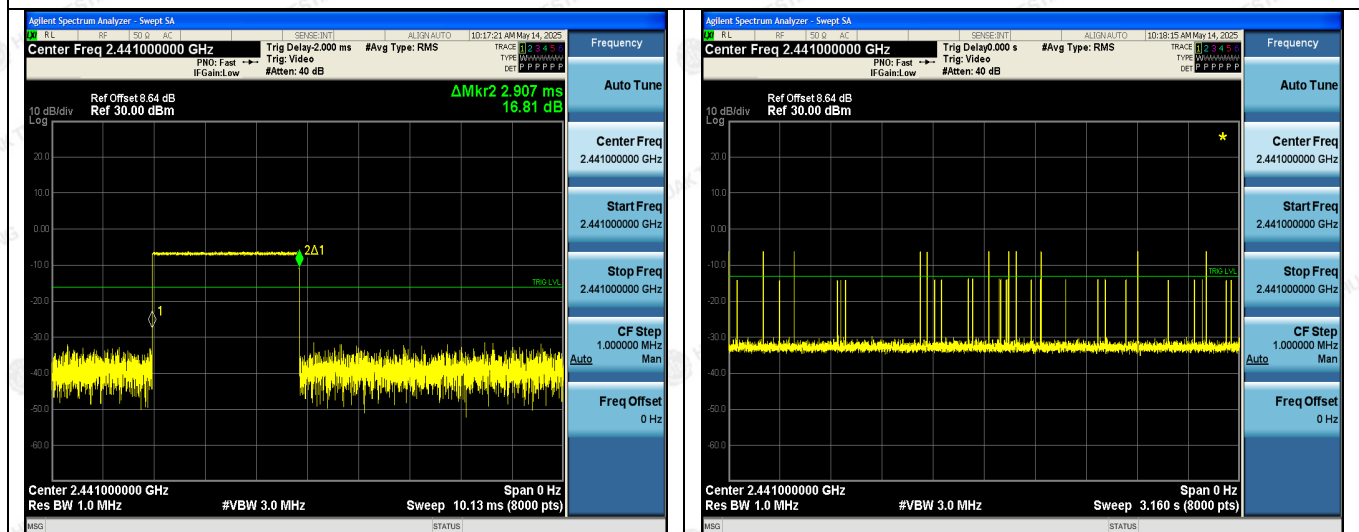 Agilent Spectrum Analyzer - Swept SA
LXI RL RF 50 Ω AC SENSE:INT ALIGN AUTO 10:17:21 AM May 14, 2025
Center Freq 2.441000000 GHz Trig Delay-2.000 ms #Avg Type: RMS TRACE 1 2 3 4 5 6
PNO: Fast Trig: Video TYPE WWWWWW
IFGain:Low #Atten: 40 dB DET P P P P P P
ΔMkr2 2.907 ms
16.81 dB
Ref Offset 8.64 dB
10 dB/div Ref 30.00 dBm
Log
20.0
10.0
0.00
2Δ1
-10.0
TRIG LVL
-20.0
1
-30.0
-40.0
-50.0
-60.0
Center 2.441000000 GHz Span 0 Hz
Res BW 1.0 MHz #VBW 3.0 MHz Sweep 10.13 ms (8000 pts)
MSG STATUS
Frequency
Auto Tune
Center Freq
2.441000000 GHz
Start Freq
2.441000000 GHz
Stop Freq
2.441000000 GHz
CF Step
1.000000 MHz
Auto Man
Freq Offset
0 Hz
Agilent Spectrum Analyzer - Swept SA
LXI RL RF 50 Ω AC SENSE:INT ALIGN AUTO 10:18:15 AM May 14, 2025
Center Freq 2.441000000 GHz Trig Delay0.000 s #Avg Type: RMS TRACE 1 2 3 4 5 6
PNO: Fast Trig: Video TYPE WWWWWW
IFGain:Low #Atten: 40 dB DET P P P P P P
Ref Offset 8.64 dB
10 dB/div Ref 30.00 dBm
Log
*
20.0
10.0
0.00
-10.0
TRIG LVL
-20.0
-30.0
-40.0
-50.0
-60.0
Center 2.441000000 GHz Span 0 Hz
Res BW 1.0 MHz #VBW 3.0 MHz Sweep 3.160 s (8000 pts)
MSG STATUS
Frequency
Auto Tune
Center Freq
2.441000000 GHz
Start Freq
2.441000000 GHz
Stop Freq
2.441000000 GHz
CF Step
1.000000 MHz
Auto Man
Freq Offset
0 Hz